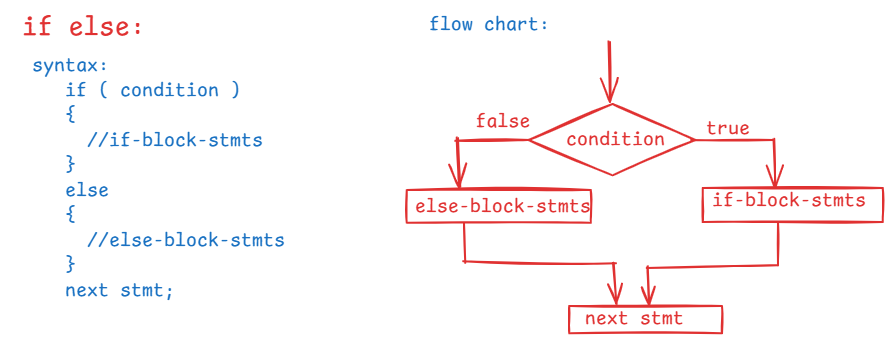 if else:
syntax:
if ( condition )
{
//if-block-stmts
}
else
{
//else-block-stmts
}
next stmt;
flow chart:
false
condition
true
else-block-stmts
if-block-stmts
next stmt